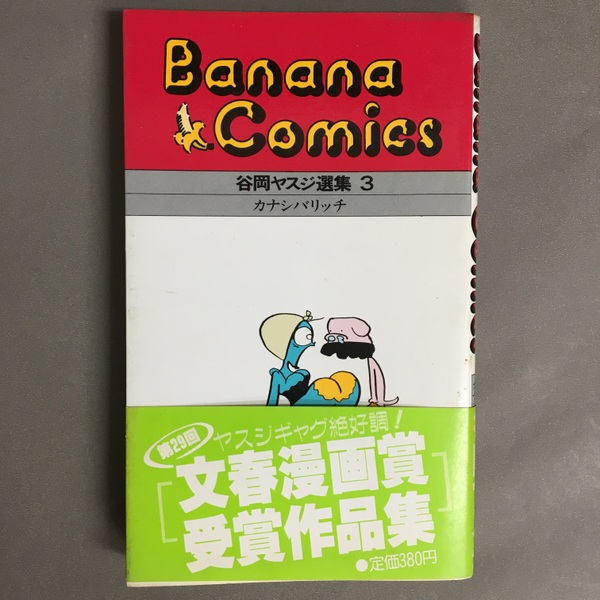 Banana
Comics
谷岡ヤスジ選集 3
カナシバリッチ
第29回
ヤスジギャグ絶好調!
文春漫画賞
受賞作品集
●定価380円